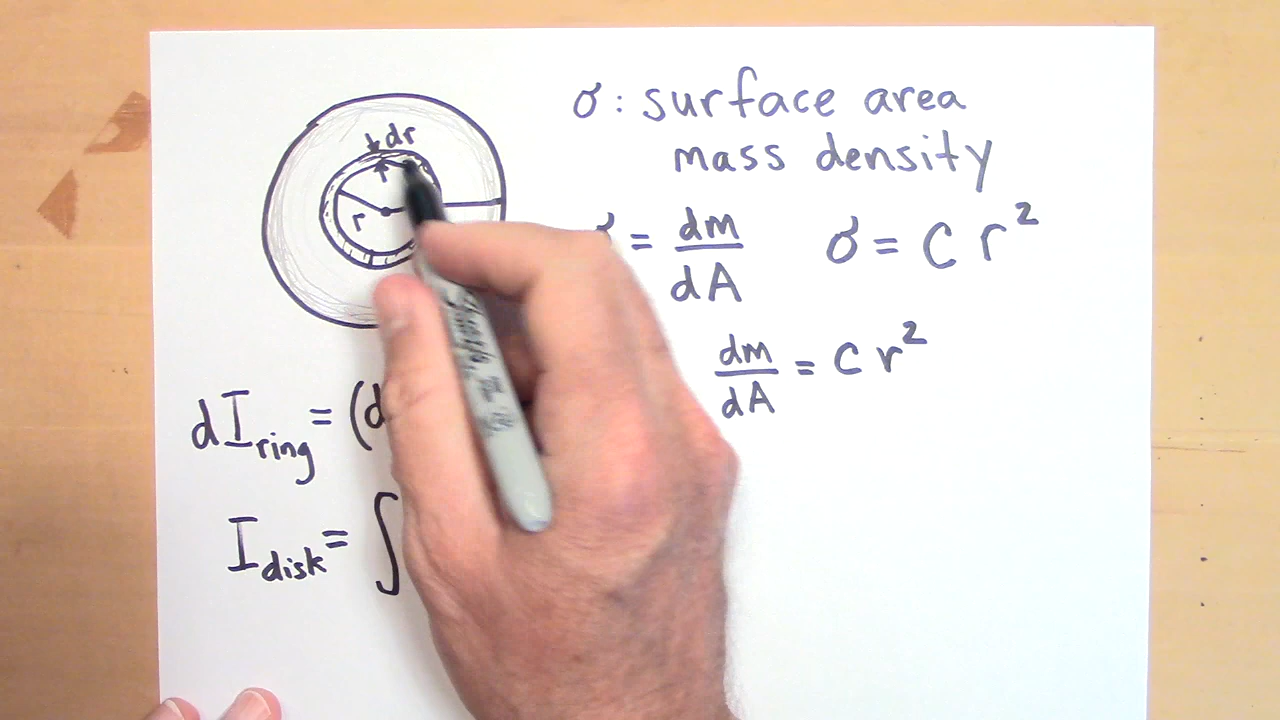 dr
r
σ : surface area
mass density
σ = dm/dA
σ = C r²
dm/dA = C r²
dI ring = (d
I disk = ∫